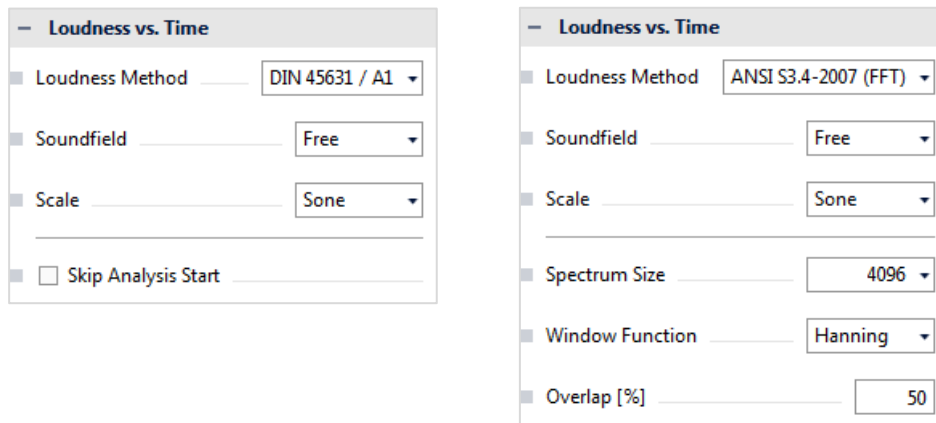 Loudness vs. Time
Loudness Method DIN 45631 / A1
Soundfield Free
Scale Sone
Skip Analysis Start
Loudness vs. Time
Loudness Method ANSI S3.4-2007 (FFT)
Soundfield Free
Scale Sone
Spectrum Size 4096
Window Function Hanning
Overlap [%] 50